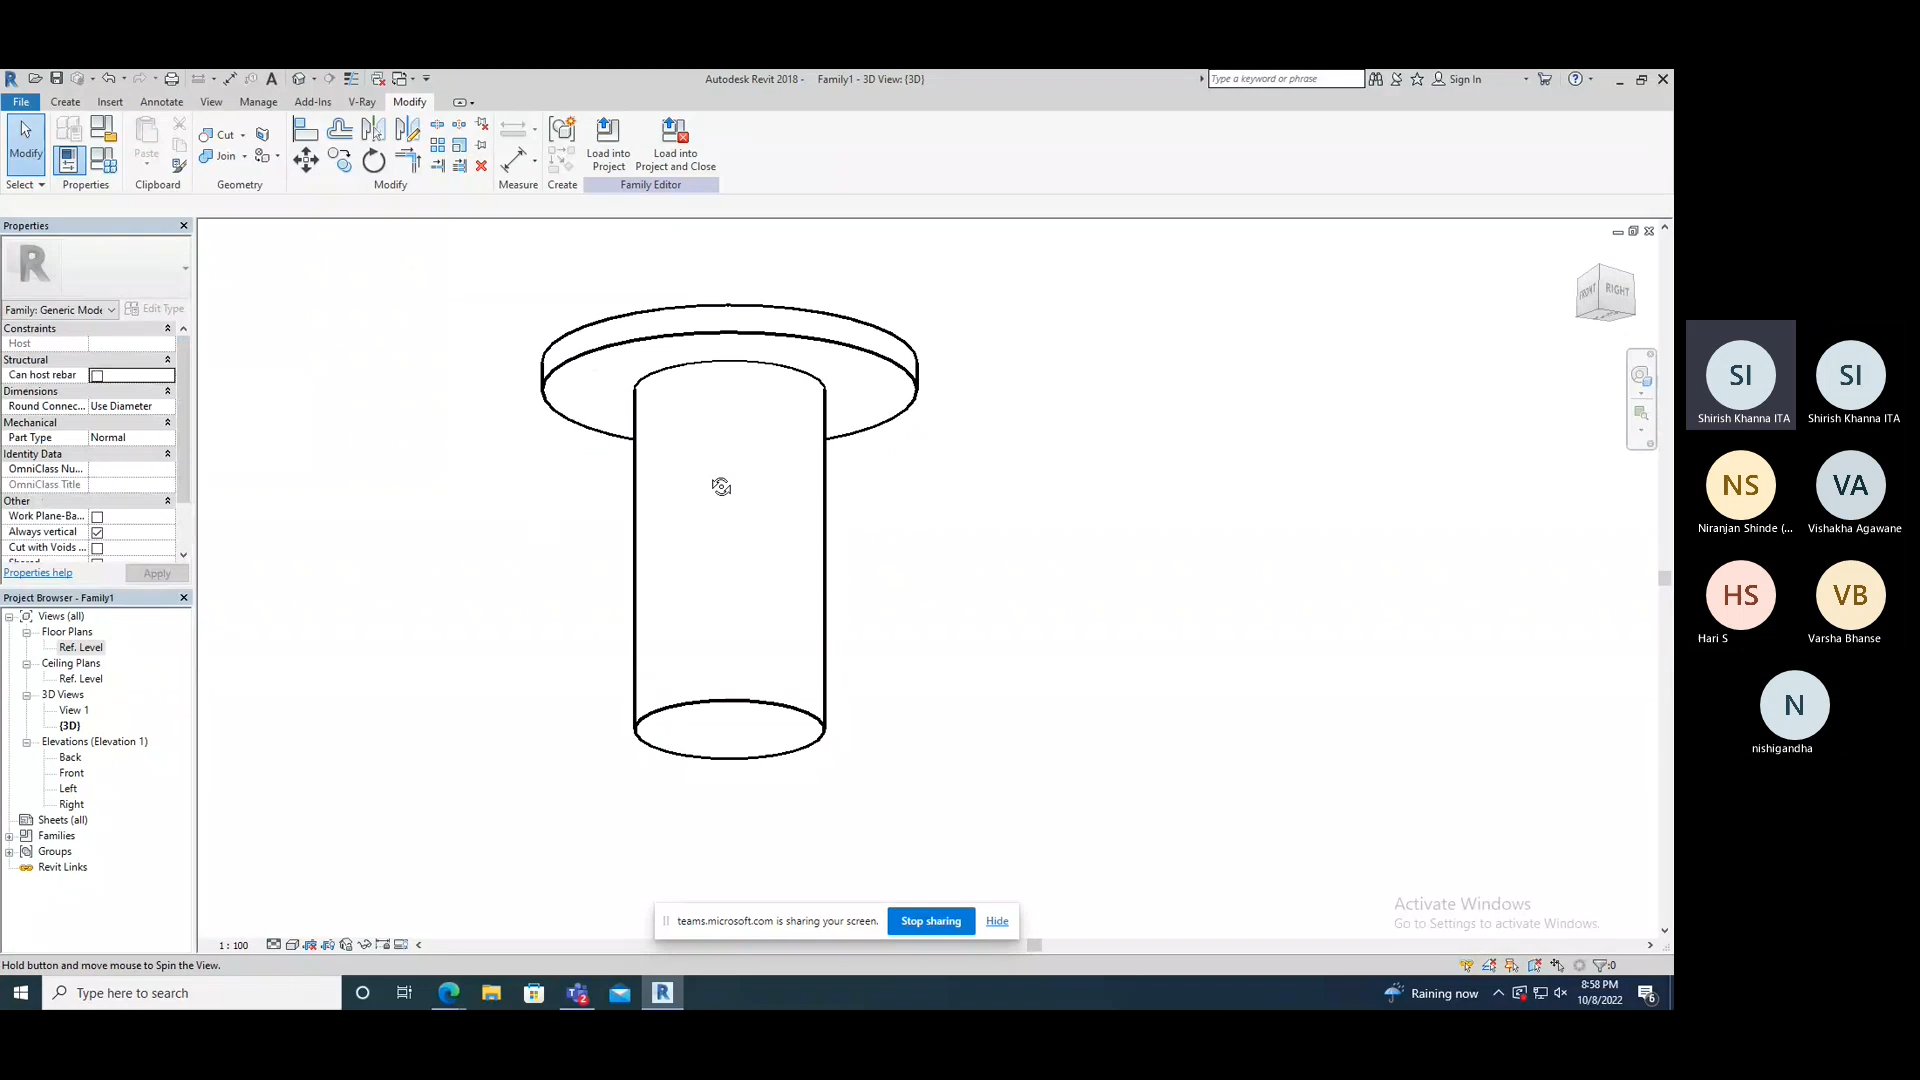 Autodesk Revit 2018 - Family1 - 3D View: {3D}
Type a keyword or phrase
Sign In
File Create Insert Annotate View Manage Add-Ins V-Ray Modify
Modify
Paste
Cut
Join
Load into Project
Load into Project and Close
Select Properties Clipboard Geometry Modify Measure Create Family Editor
Properties
R
Family: Generic Mode
Edit Type
Constraints
Host
Structural
Can host rebar
Dimensions
Round Connec... Use Diameter
Mechanical
Part Type Normal
Identity Data
OmniClass Nu...
OmniClass Title
Other
Work Plane-Ba...
Always vertical
Cut with Voids ...
Properties help
Apply
Project Browser - Family1
Views (all)
Floor Plans
Ref. Level
Ceiling Plans
Ref. Level
3D Views
View 1
{3D}
Elevations (Elevation 1)
Back
Front
Left
Right
Sheets (all)
Families
Groups
Revit Links
FRONT RIGHT
1 : 100
teams.microsoft.com is sharing your screen. Stop sharing Hide
Activate Windows
Go to Settings to activate Windows.
Hold button and move mouse to Spin the View.
:0
Type here to search
Raining now
8:58 PM
10/8/2022
6
2
SI
Shirish Khanna ITA
SI
Shirish Khanna ITA
NS
Niranjan Shinde (...
VA
Vishakha Agawane
HS
Hari S
VB
Varsha Bhanse
N
nishigandha